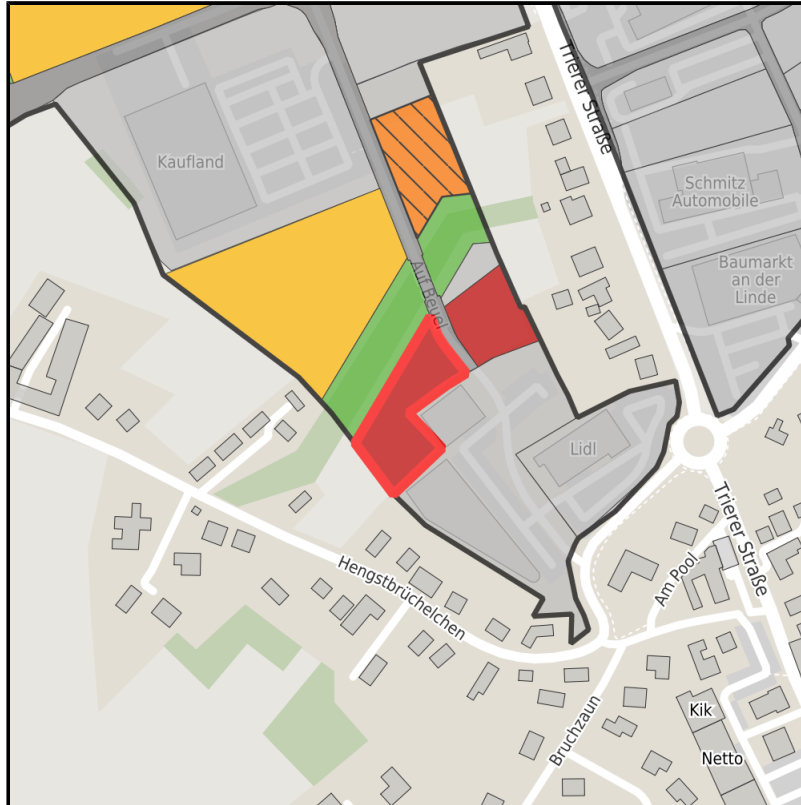 Trierer Straße
Kaufland
Schmitz
Automobile
Auf Beuel
Baumarkt
an der
Linde
Lidl
Trierer Straße
Hengstbrüchelchen
Am Pool
Bruchzaun
Kik
Netto